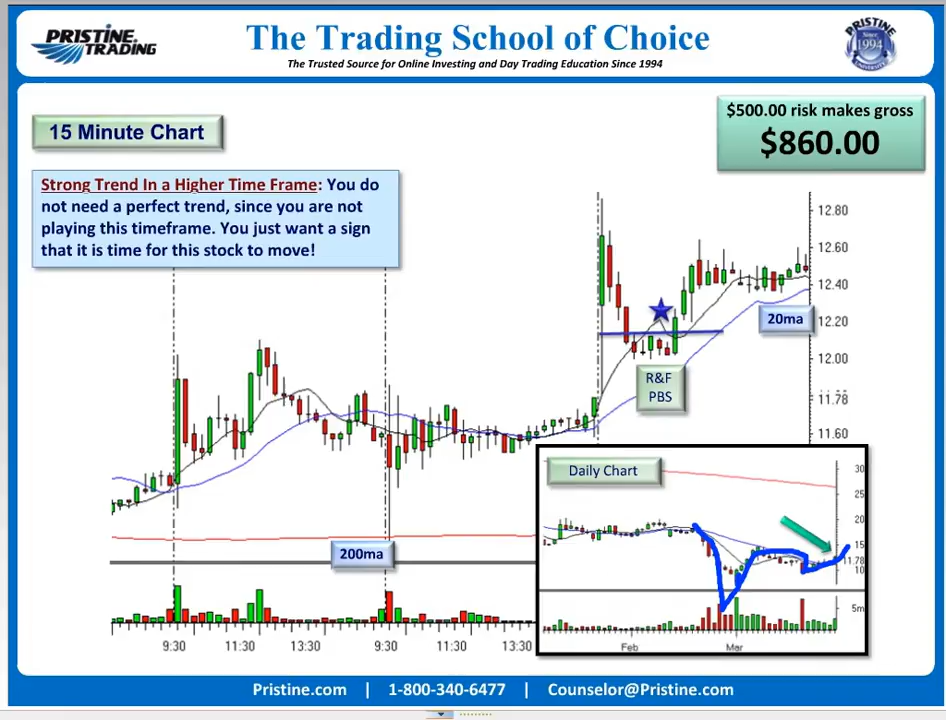 PRISTINE TRADING
The Trading School of Choice
The Trusted Source for Online Investing and Day Trading Education Since 1994
PRISTINE
Since
1994
15 Minute Chart
$500.00 risk makes gross
$860.00
Strong Trend In a Higher Time Frame: You do
not need a perfect trend, since you are not
playing this timeframe. You just want a sign
that it is time for this stock to move!
12.80
12.60
12.40
20ma
12.20
12.00
R&F
PBS
11.78
11.60
Daily Chart
30
25
20
15
11.78
10
200ma
5m
Feb
Mar
9:30
11:30
13:30
9:30
11:30
13:30
Pristine.com | 1-800-340-6477 | Counselor@Pristine.com